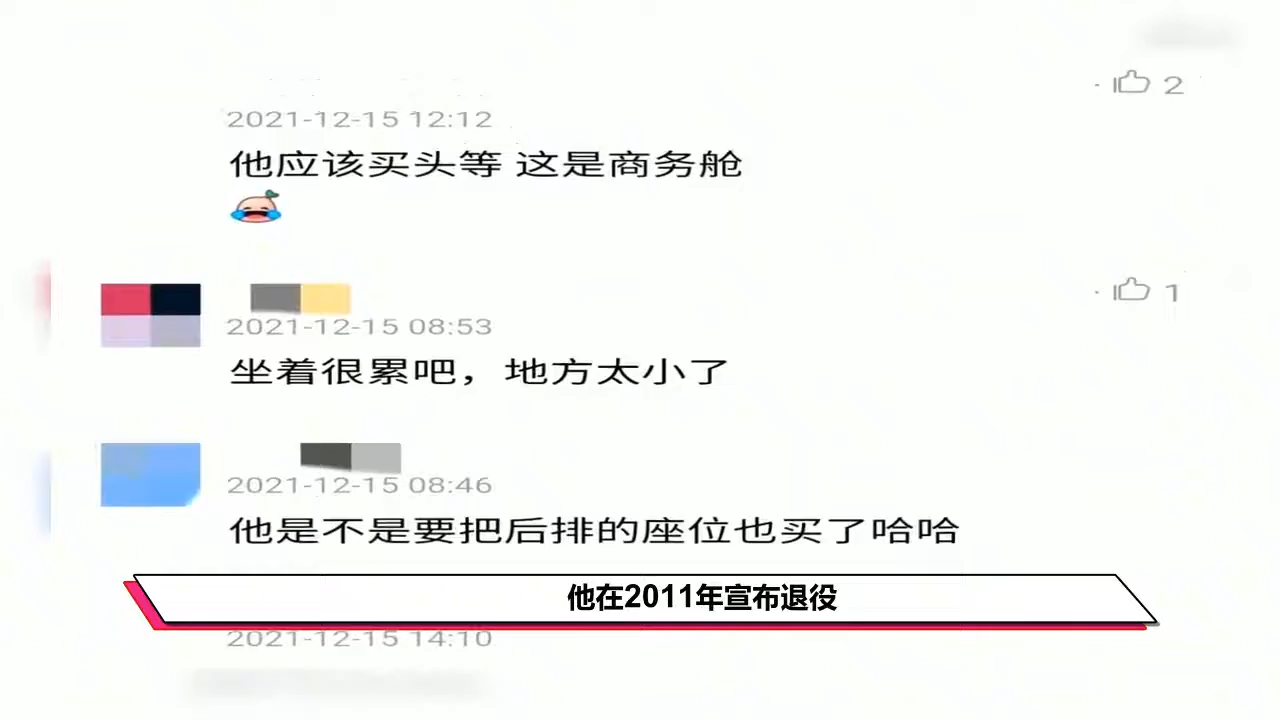 2
2021-12-15 12:12
他应该买头等 这是商务舱
1
2021-12-15 08:53
坐着很累吧，地方太小了
2021-12-15 08:46
他是不是要把后排的座位也买了哈哈
他在2011年宣布退役
2021-12-15 14:10